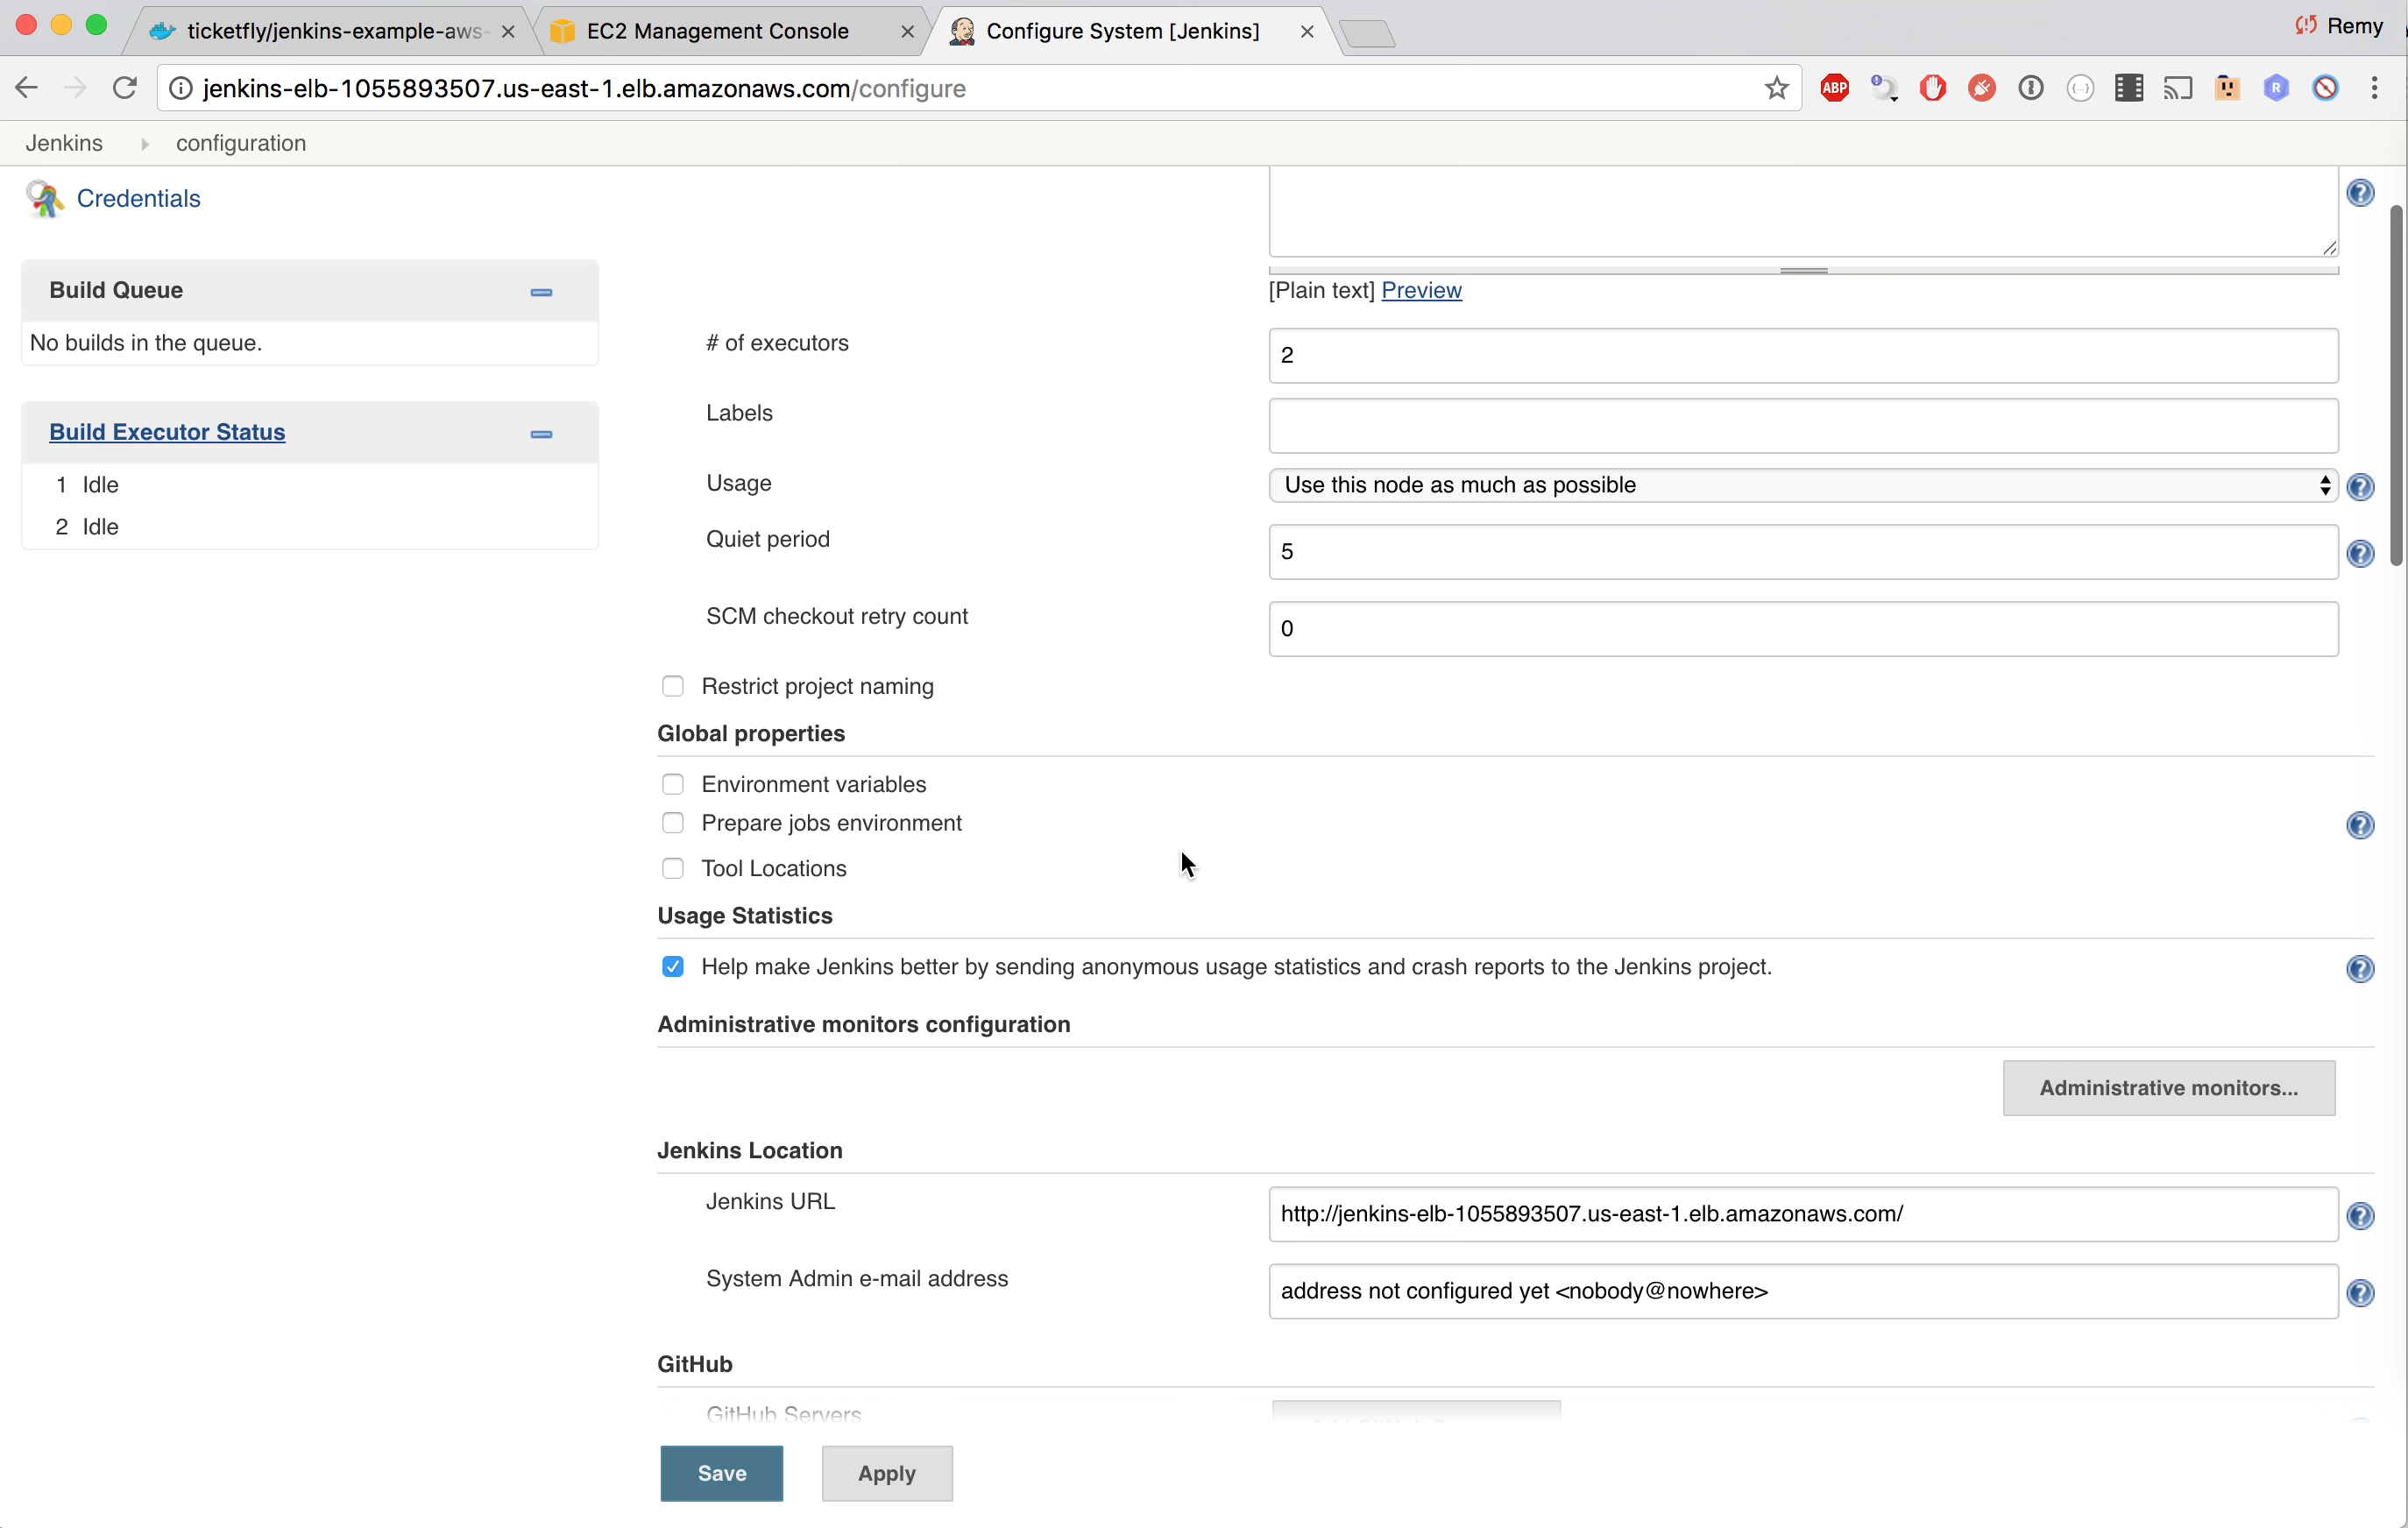 ticketfly/jenkins-example-aws-
EC2 Management Console
Configure System [Jenkins]
Remy
jenkins-elb-1055893507.us-east-1.elb.amazonaws.com/configure
ABP
Jenkins
configuration
Credentials
[Plain text] Preview
Build Queue
No builds in the queue.
Build Executor Status
1 Idle
2 Idle
# of executors
2
Labels
Usage
Use this node as much as possible
Quiet period
5
SCM checkout retry count
0
Restrict project naming
Global properties
Environment variables
Prepare jobs environment
Tool Locations
Usage Statistics
Help make Jenkins better by sending anonymous usage statistics and crash reports to the Jenkins project.
Administrative monitors configuration
Administrative monitors...
Jenkins Location
Jenkins URL
http://jenkins-elb-1055893507.us-east-1.elb.amazonaws.com/
System Admin e-mail address
address not configured yet <nobody@nowhere>
GitHub
GitHub Servers
Save
Apply